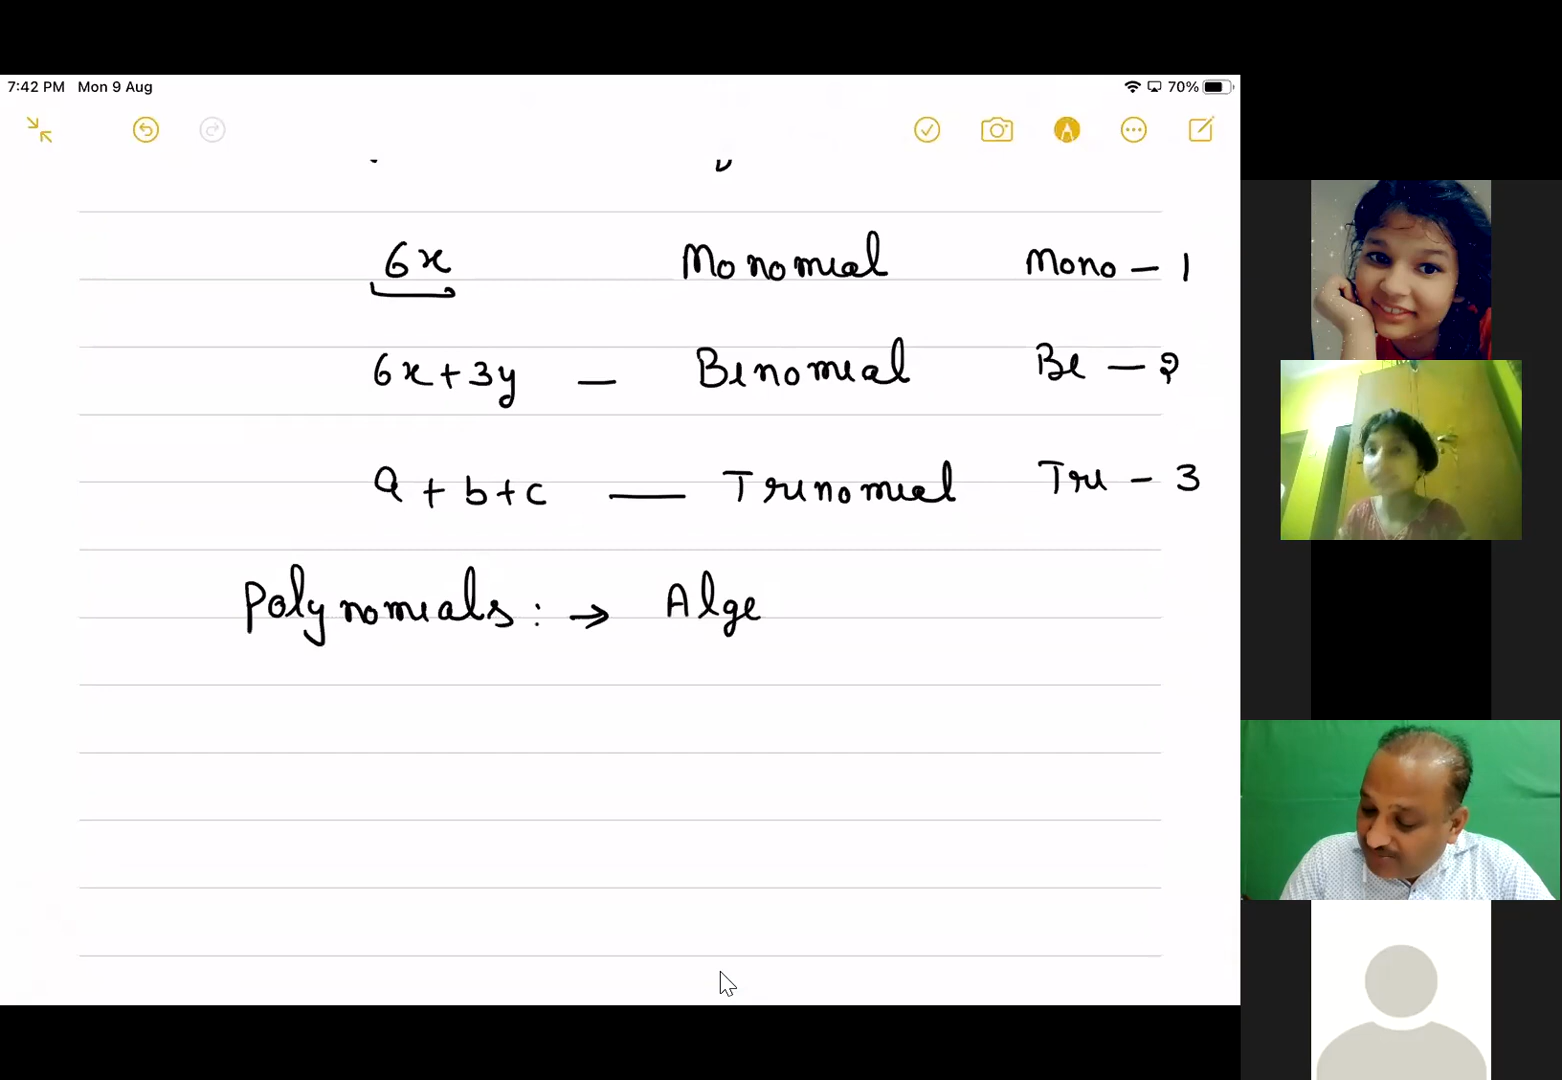 7:42 PM Mon 9 Aug 70%
6x Monomial Mono - 1
6x+3y — Binomial Bi - 2
a+b+c — Trinomial Tri - 3
Polynomials : → Alge